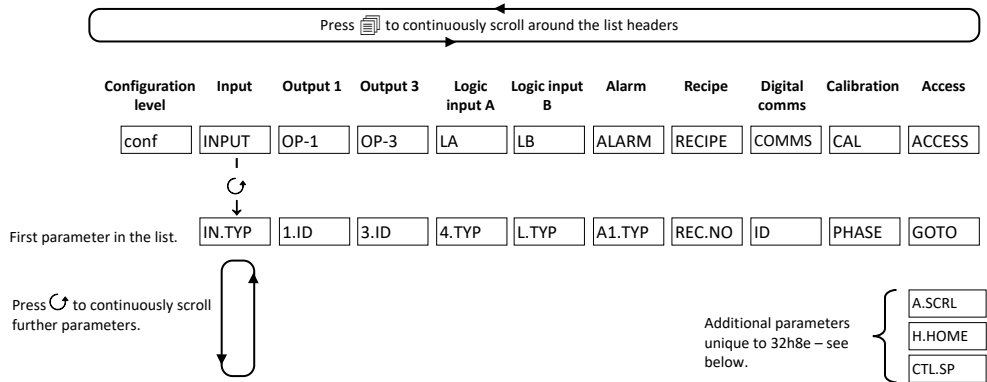 Press to continuously scroll around the list headers
Configuration level
Input
Output 1
Output 3
Logic input A
Logic input B
Alarm
Recipe
Digital comms
Calibration
Access
conf
INPUT
OP-1
OP-3
LA
LB
ALARM
RECIPE
COMMS
CAL
ACCESS
First parameter in the list.
IN.TYP
1.ID
3.ID
4.TYP
L.TYP
A1.TYP
REC.NO
ID
PHASE
GOTO
Press to continuously scroll
further parameters.
Additional parameters
unique to 32h8e – see
below.
A.SCRL
H.HOME
CTL.SP